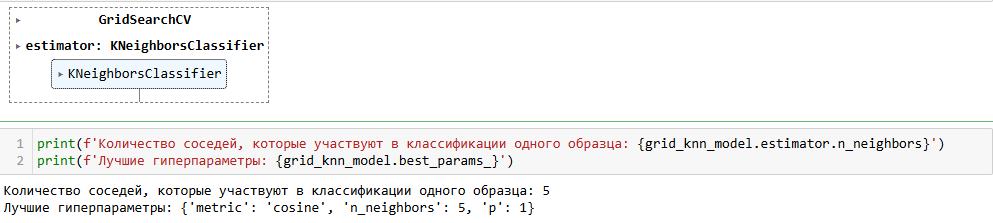 GridSearchCV
estimator: KNeighborsClassifier
KNeighborsClassifier
1 print(f'Количество соседей, которые участвуют в классификации одного образца: {grid_knn_model.estimator.n_neighbors}')
2 print(f'Лучшие гиперпараметры: {grid_knn_model.best_params_}')
Количество соседей, которые участвуют в классификации одного образца: 5
Лучшие гиперпараметры: {'metric': 'cosine', 'n_neighbors': 5, 'p': 1}